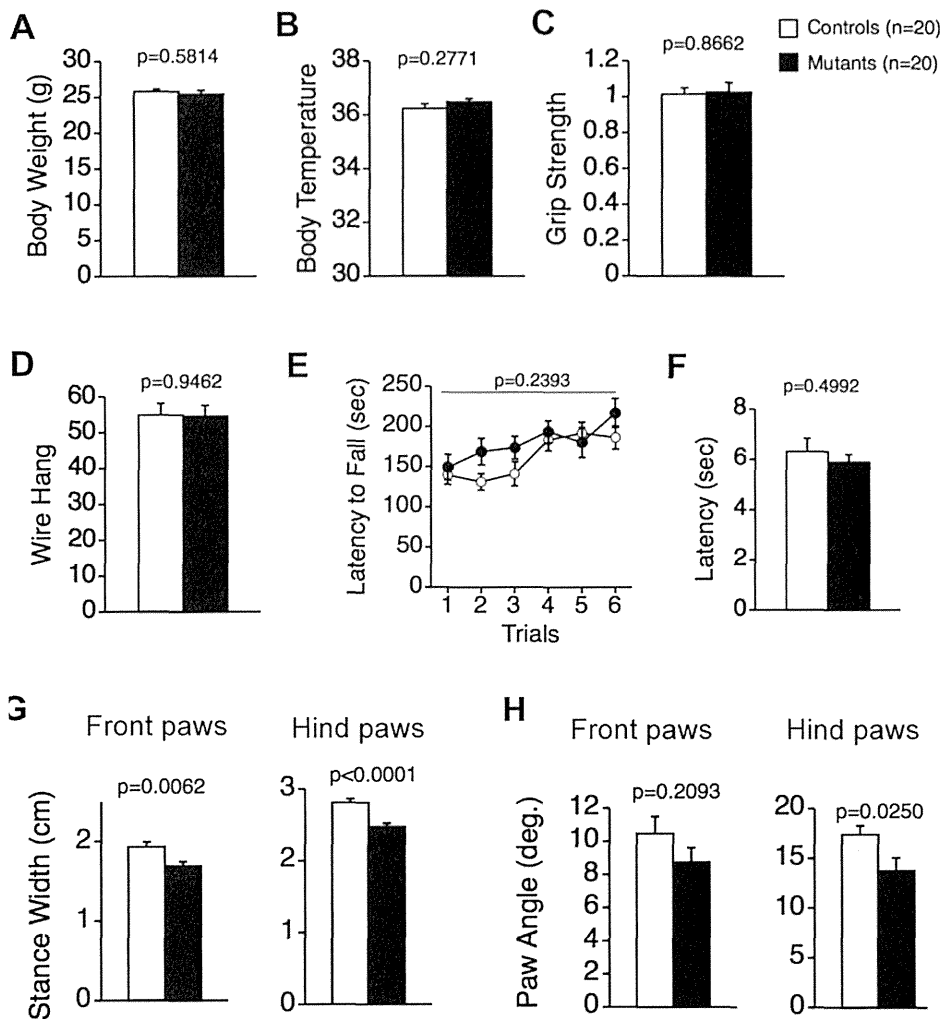 A
Body Weight (g)
p=0.5814
30
25
20
15
10
5
0
B
Body Temperature
p=0.2771
38
36
34
32
30
C
Grip Strength
p=0.8662
1.2
1
0.8
0.6
0.4
0.2
0
Controls (n=20)
Mutants (n=20)
D
Wire Hang
p=0.9462
60
50
40
30
20
10
0
E
Latency to Fall (sec)
p=0.2393
250
200
150
100
50
0
1 2 3 4 5 6
Trials
F
Latency (sec)
p=0.4992
8
6
4
2
0
G
Front paws
Stance Width (cm)
p=0.0062
2
1
0
Hind paws
p<0.0001
3
2
1
0
H
Front paws
Paw Angle (deg.)
p=0.2093
12
10
8
6
4
2
0
Hind paws
p=0.0250
20
15
10
5
0